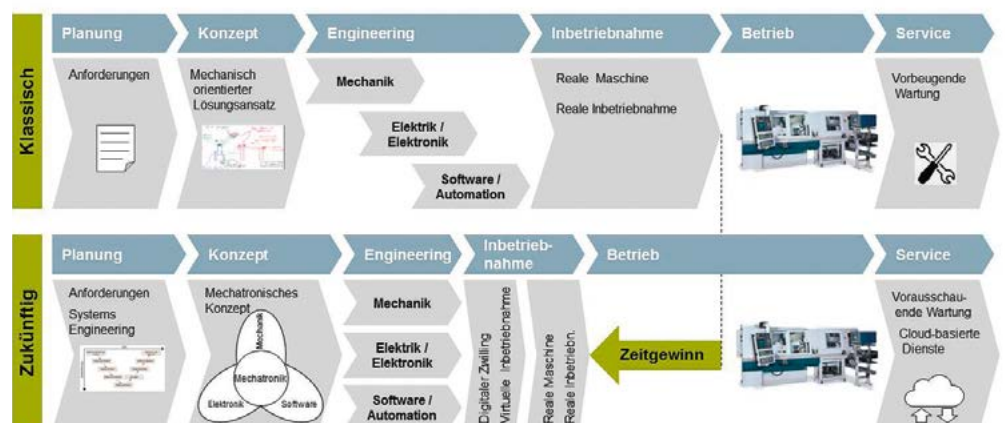 Klassisch
Planung
Konzept
Engineering
Inbetriebnahme
Betrieb
Service
Anforderungen
Mechanisch
orientierter
Lösungsansatz
Mechanik
Elektrik /
Elektronik
Software /
Automation
Reale Maschine
Reale Inbetriebnahme
Vorbeugende
Wartung
Zukünftig
Planung
Konzept
Engineering
Inbetrieb-
nahme
Betrieb
Service
Anforderungen
Systems
Engineering
Mechatronisches
Konzept
Mechanik
Mechatronik
Elektronik
Software
Mechanik
Elektrik /
Elektronik
Software /
Automation
Digitaler Zwilling
Virtuelle Inbetriebnahme
Reale Maschine
Reale Inbetriebn.
Zeitgewinn
Vorausschau-
ende Wartung
Cloud-basierte
Dienste